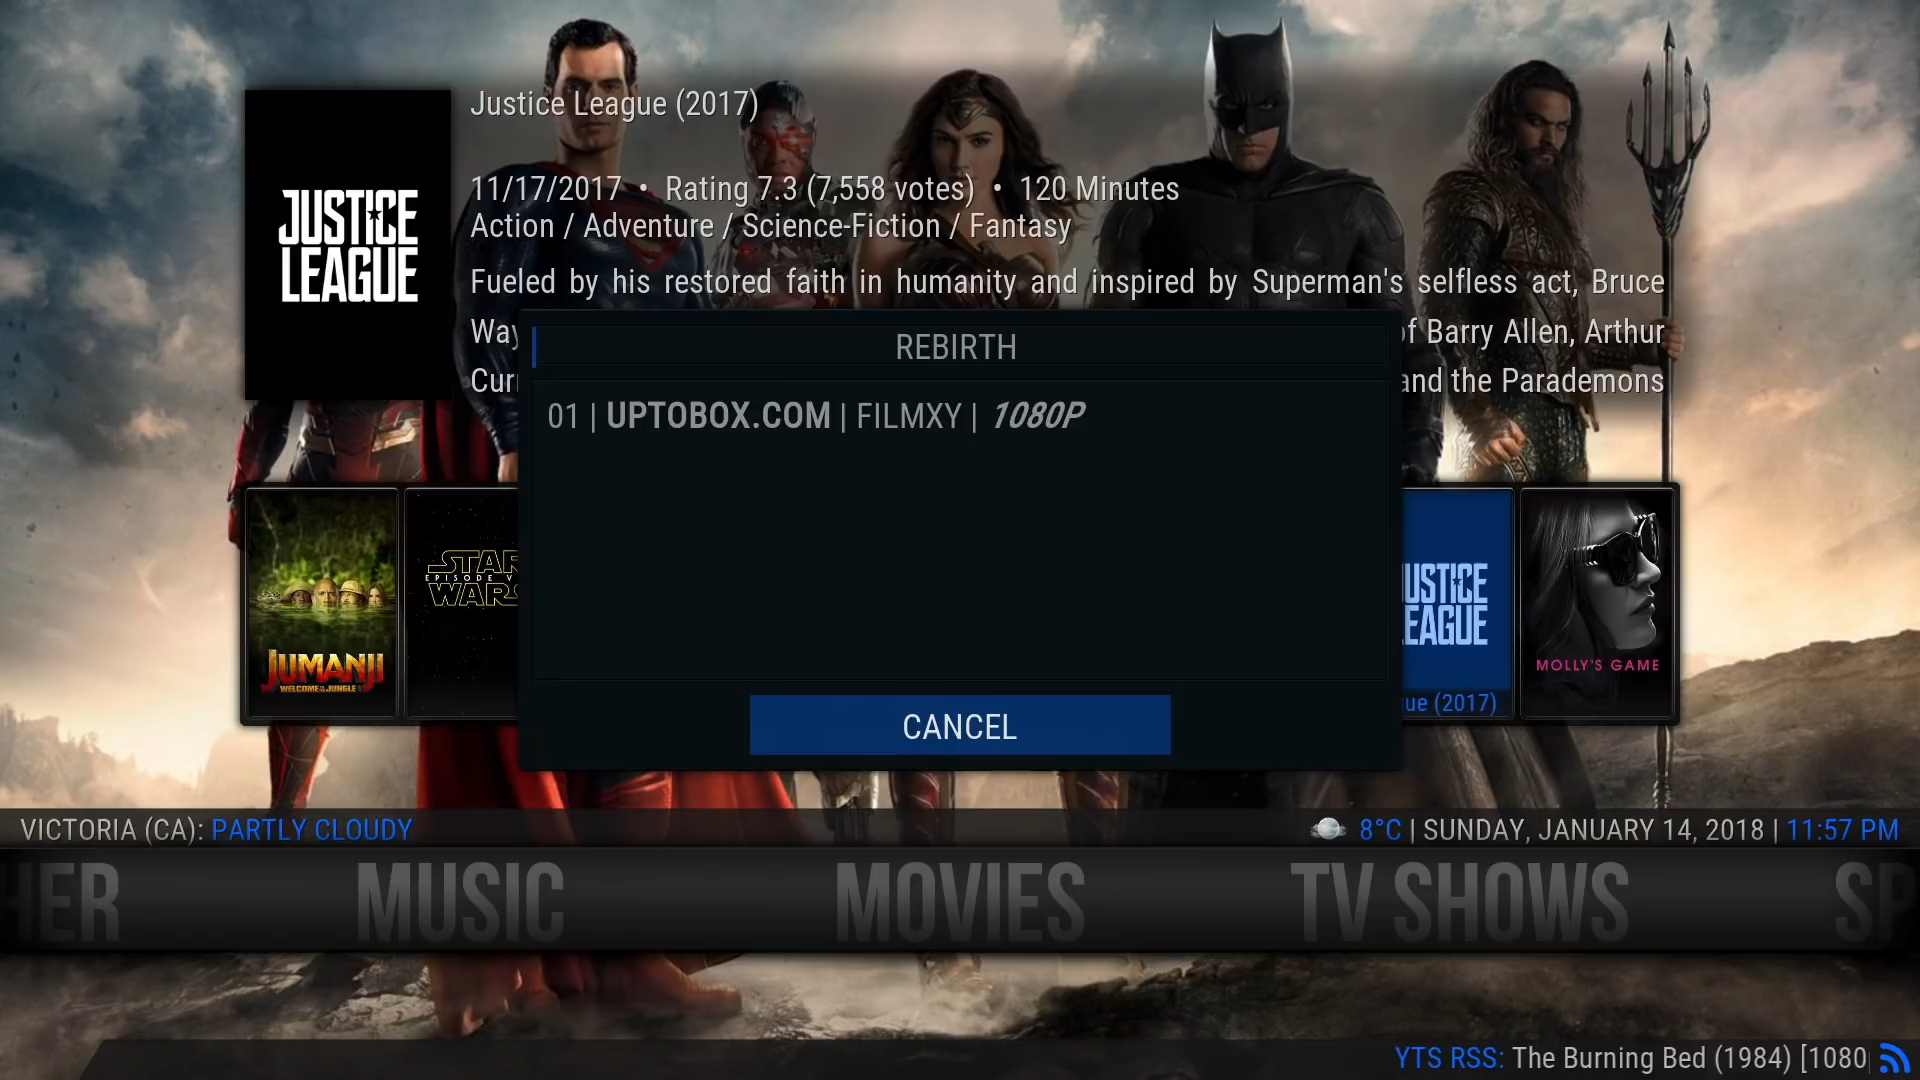 Justice League (2017)
JUSTICE
LEAGUE
11/17/2017 • Rating 7.3 (7,558 votes) • 120 Minutes
Action / Adventure / Science-Fiction / Fantasy
Fueled by his restored faith in humanity and inspired by Superman's selfless act, Bruce
Way
of Barry Allen, Arthur
Curr
and the Parademons
REBIRTH
01 | UPTOBOX.COM | FILMXY | 1080P
STAR
EPISODE V
WARS
JUMANJI
WELCOME TO THE JUNGLE
USTICE
EAGUE
ue (2017)
MOLLY'S GAME
CANCEL
VICTORIA (CA): PARTLY CLOUDY
8°C | SUNDAY, JANUARY 14, 2018 | 11:57 PM
HER MUSIC MOVIES TV SHOWS SP
YTS RSS: The Burning Bed (1984) [1080